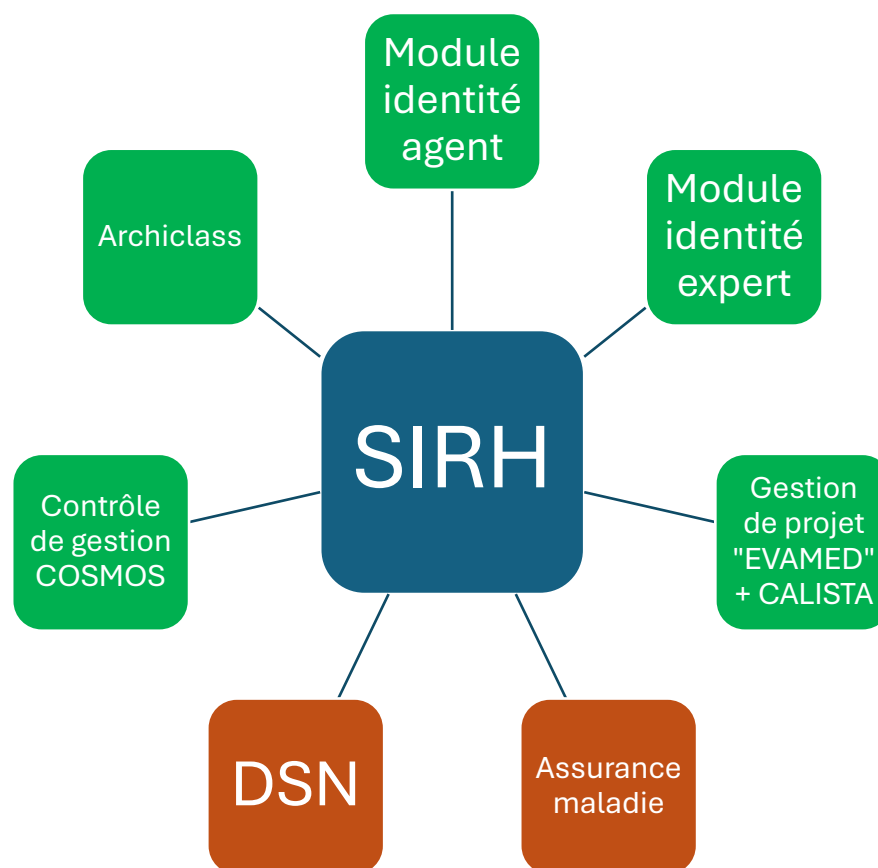 Module
identité
agent
Module
identité
expert
Archiclass
SIRH
Contrôle
de gestion
COSMOS
Gestion
de projet
"EVAMED"
+ CALISTA
DSN
Assurance
maladie